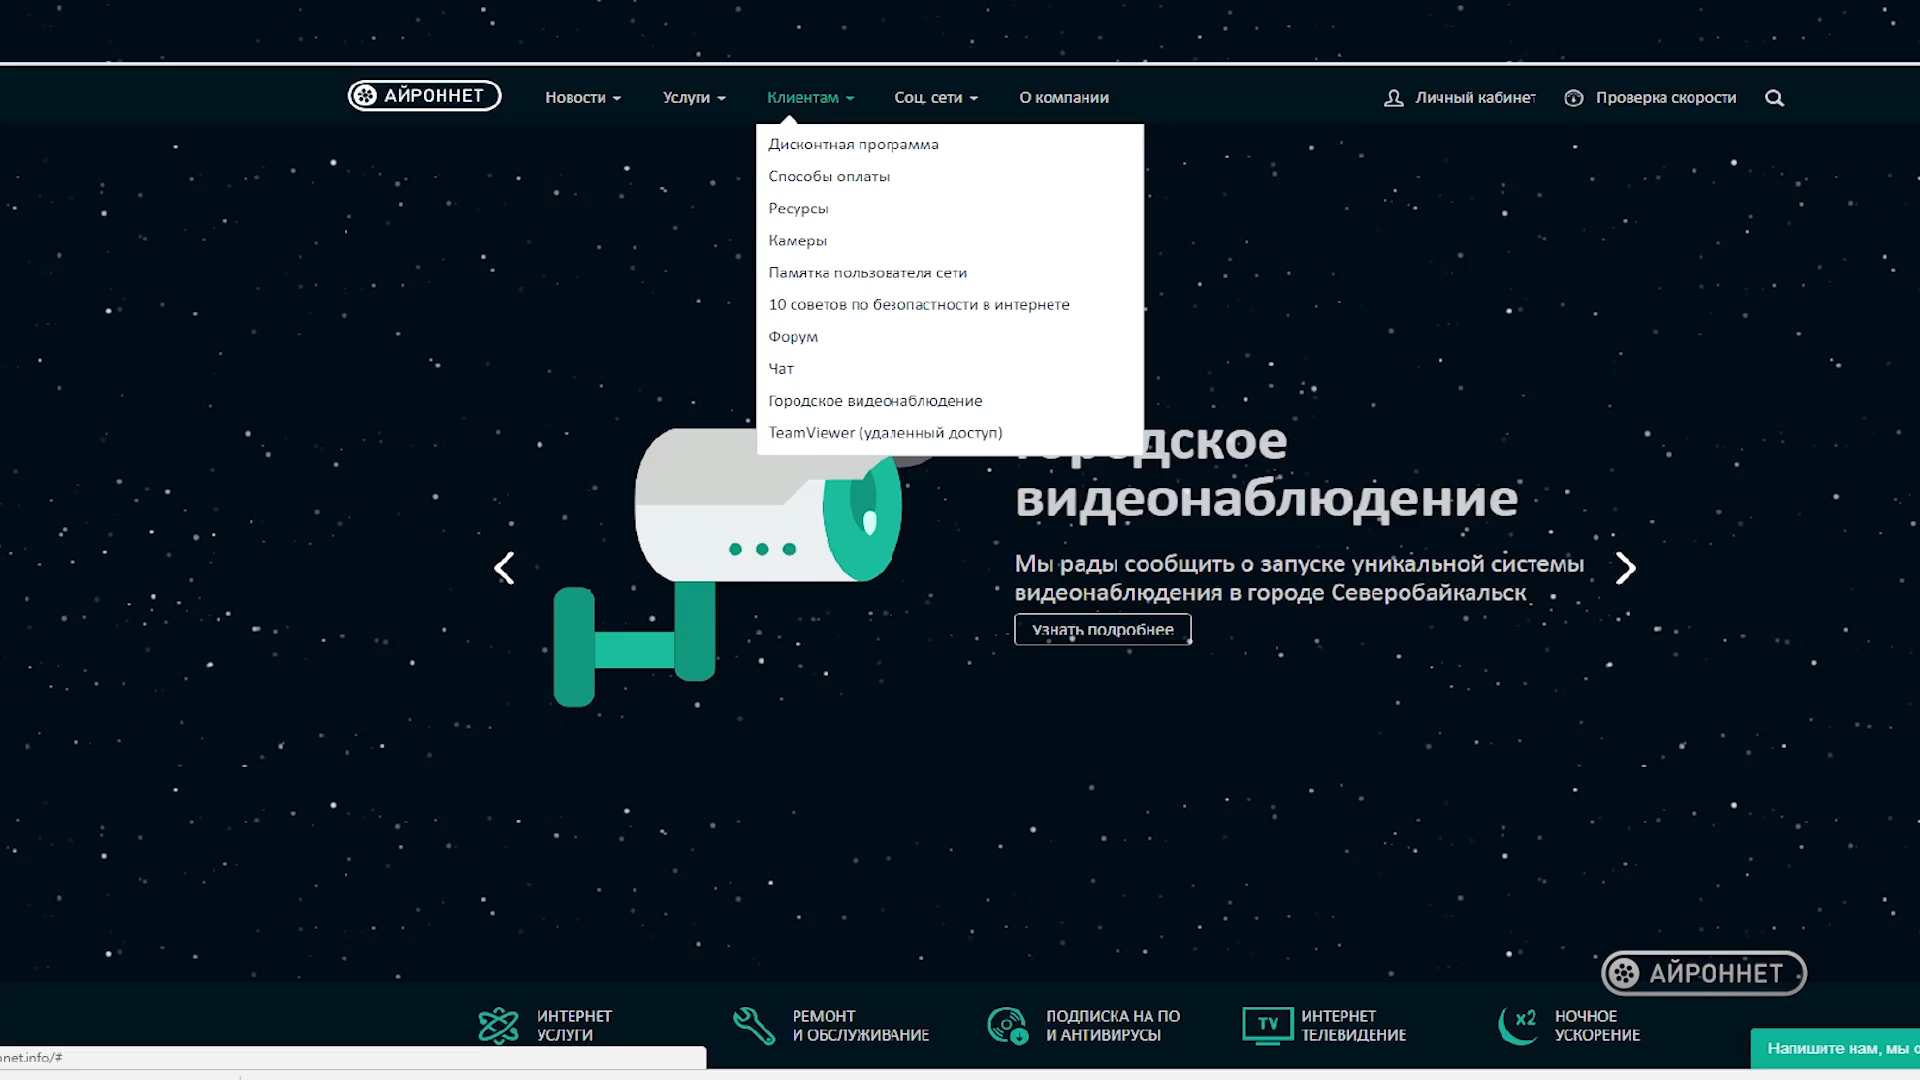 АЙРОННЕТ
Новости
Услуги
Клиентам
Соц. сети
О компании
Личный кабинет
Проверка скорости
Дисконтная программа
Способы оплаты
Ресурсы
Камеры
Памятка пользователя сети
10 советов по безопастности в интернете
Форум
Чат
Городское видеонаблюдение
TeamViewer (удаленный доступ)
Городское
видеонаблюдение
Мы рады сообщить о запуске уникальной системы
видеонаблюдения в городе Северобайкальск
Узнать подробнее
АЙРОННЕТ
ИНТЕРНЕТ
УСЛУГИ
РЕМОНТ
И ОБСЛУЖИВАНИЕ
ПОДПИСКА НА ПО
И АНТИВИРУСЫ
TV
ИНТЕРНЕТ
ТЕЛЕВИДЕНИЕ
x2
НОЧНОЕ
УСКОРЕНИЕ
nnet.info/#
Напишите нам, мы о